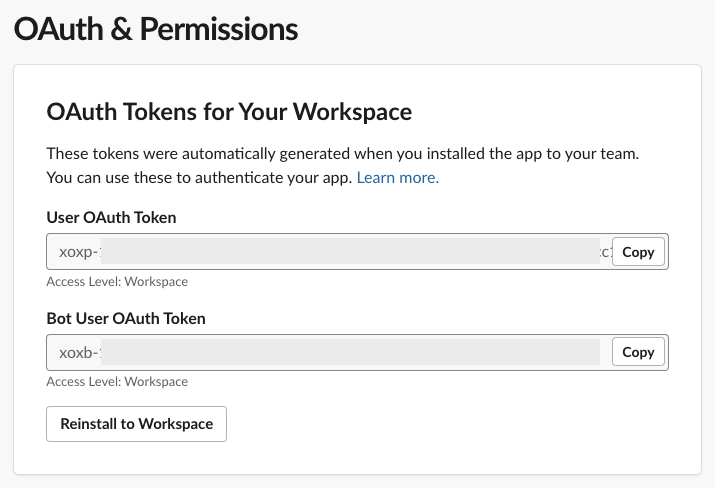 OAuth & Permissions
OAuth Tokens for Your Workspace
These tokens were automatically generated when you installed the app to your team.
You can use these to authenticate your app. Learn more.
User OAuth Token
xoxp- Copy
Access Level: Workspace
Bot User OAuth Token
xoxb- Copy
Access Level: Workspace
Reinstall to Workspace